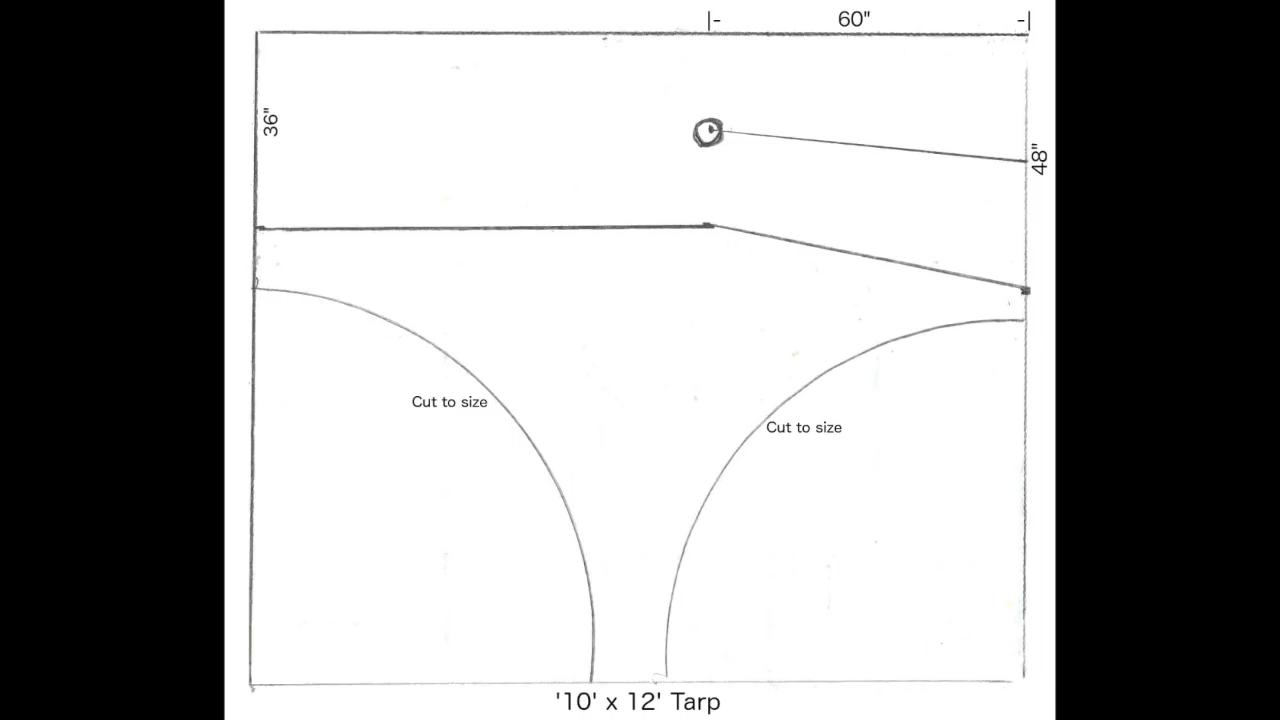 |- 60" -|
36"
48"
Cut to size
Cut to size
'10' x 12' Tarp